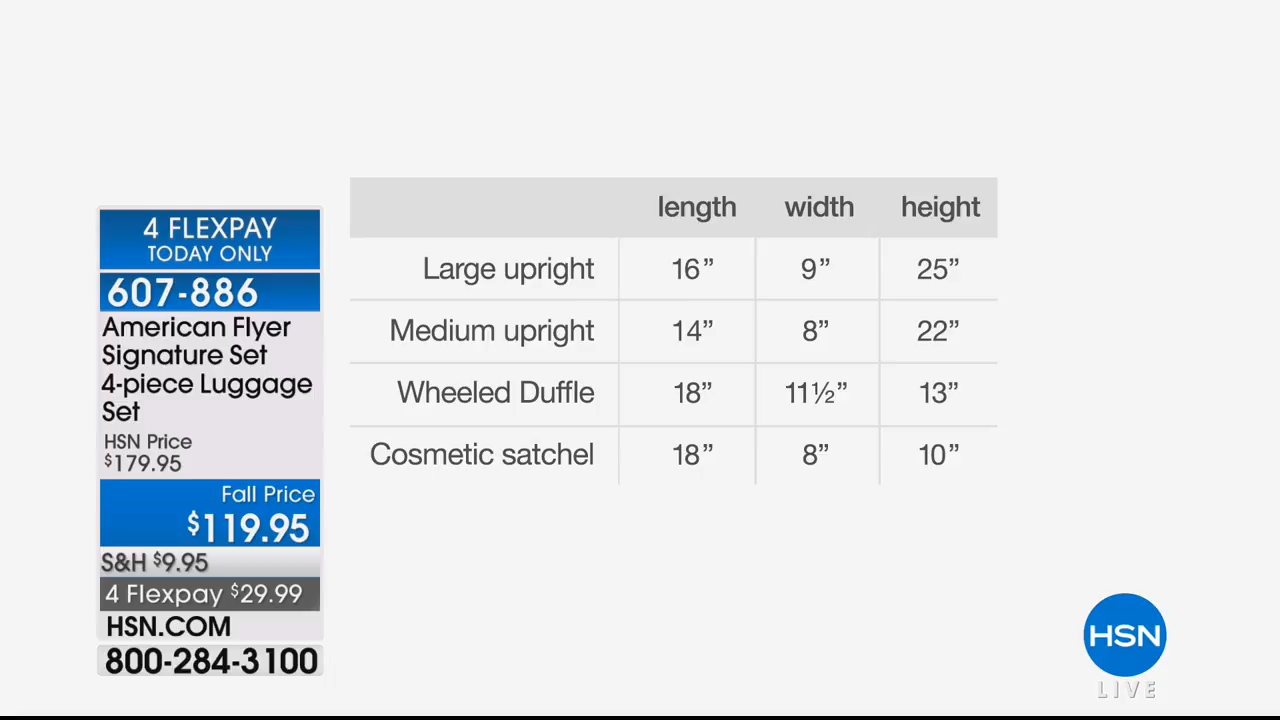 4 FLEXPAY
TODAY ONLY
607-886
American Flyer
Signature Set
4-piece Luggage
Set
HSN Price
$179.95
Fall Price
$119.95
S&H $9.95
4 Flexpay $29.99
HSN.COM
800-284-3100
length width height
Large upright 16” 9” 25”
Medium upright 14” 8” 22”
Wheeled Duffle 18” 11½” 13”
Cosmetic satchel 18” 8” 10”
HSN
LIVE